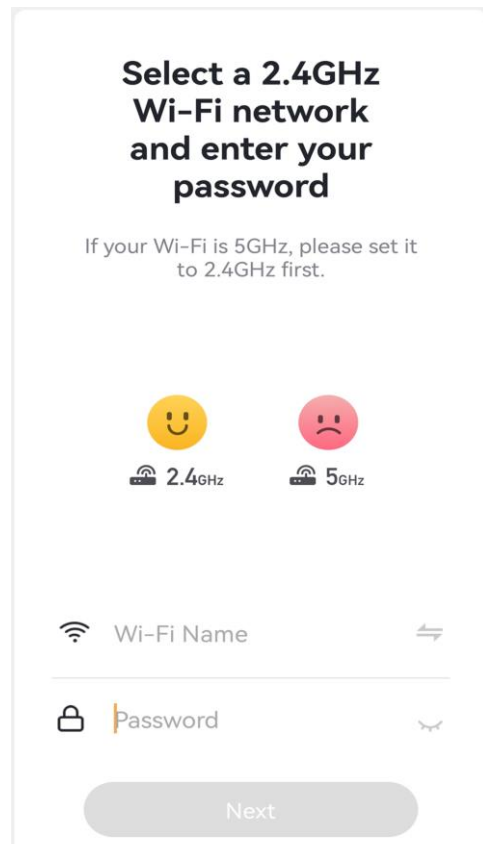 Select a 2.4GHz
Wi-Fi network
and enter your
password
If your Wi-Fi is 5GHz, please set it
to 2.4GHz first.
2.4GHz 5GHz
Wi-Fi Name
Password
Next